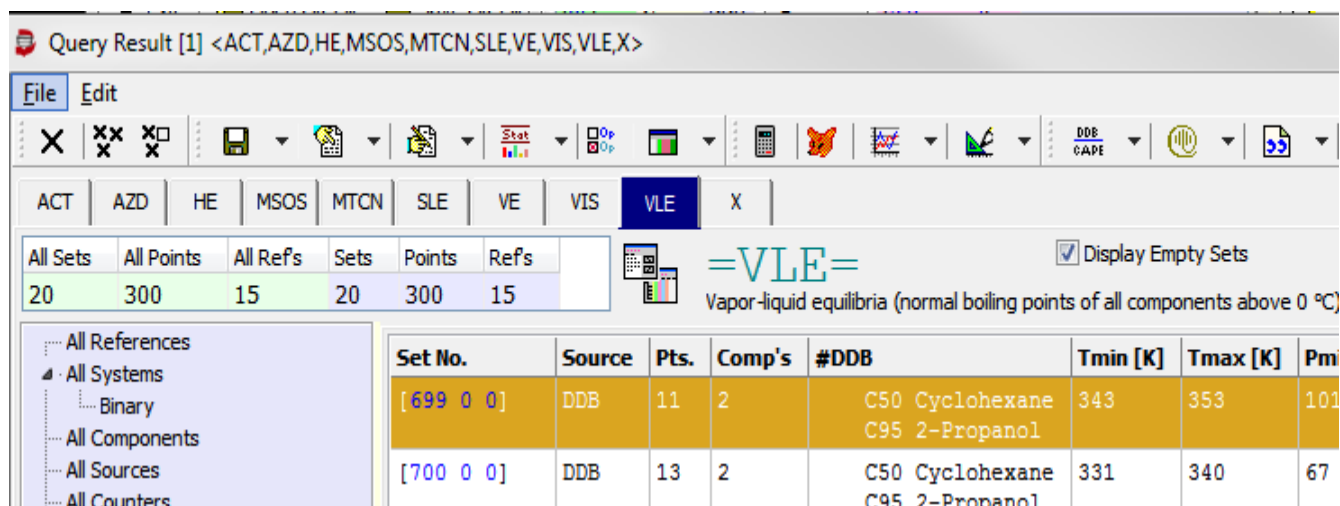 Query Result [1] <ACT,AZD,HE,MSOS,MTCN,SLE,VE,VIS,VLE,X>
File Edit
Stat Op Op DDB CAPE
ACT AZD HE MSOS MTCN SLE VE VIS VLE X
All Sets All Points All Ref's Sets Points Ref's
20 300 15 20 300 15
=VLE=
Display Empty Sets
Vapor-liquid equilibria (normal boiling points of all components above 0 °C)
All References
All Systems
Binary
All Components
All Sources
All Counters
Set No. Source Pts. Comp's #DDB Tmin [K] Tmax [K]
[699 0 0] DDB 11 2 C50 Cyclohexane 343 353 101
C95 2-Propanol
[700 0 0] DDB 13 2 C50 Cyclohexane 331 340 67
C95 2-Propanol